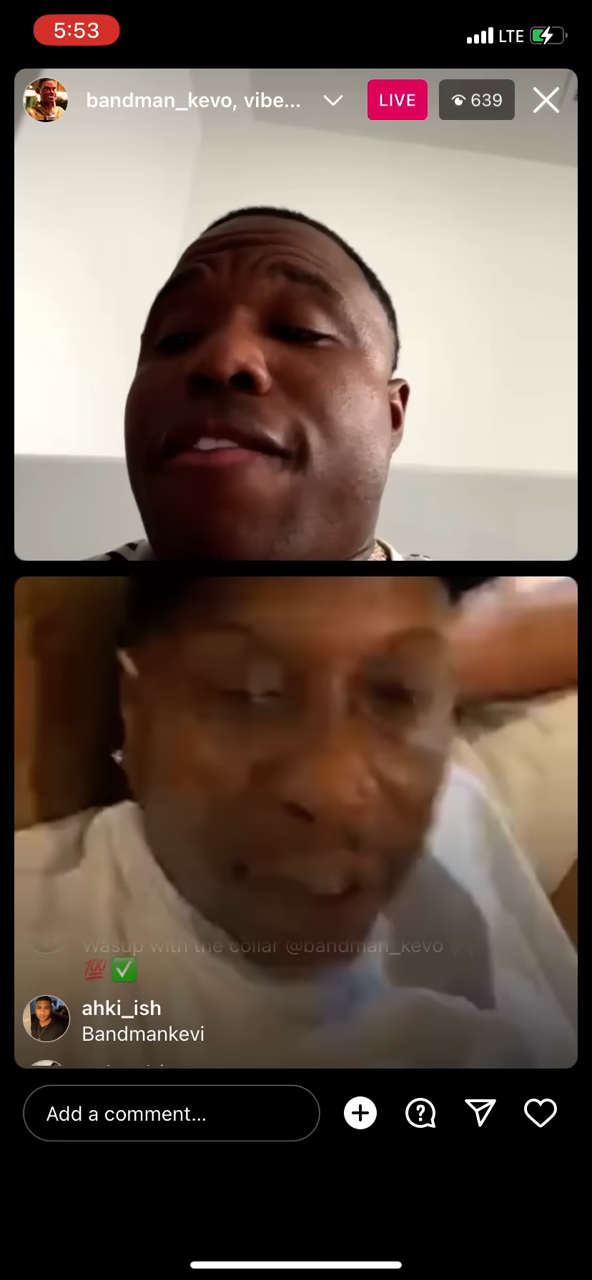 5:53
LTE
bandman_kevo, vibe...
LIVE
639
Wasup with the collar @bandman_kevo
💯 ✅
ahki_ish
Bandmankevi
Add a comment...